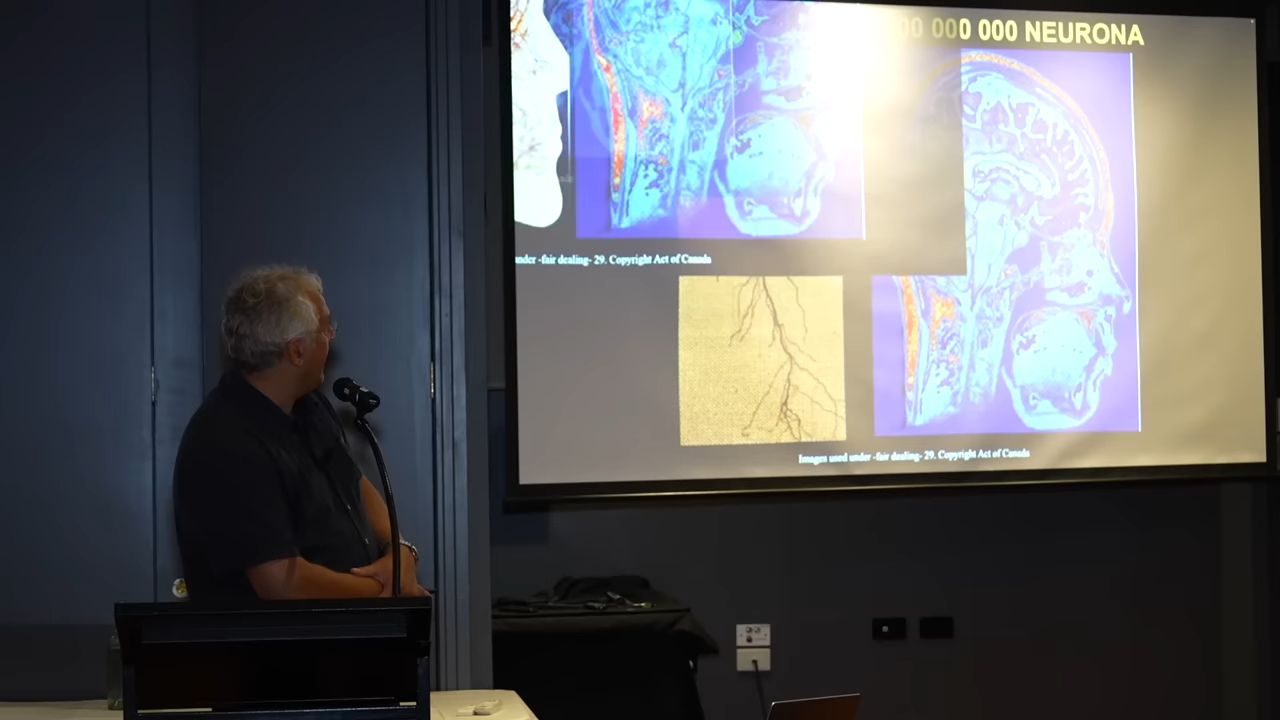 00 000 000 NEURONA
under -fair dealing- 29. Copyright Act of Canada
Images used under -fair dealing- 29. Copyright Act of Canada